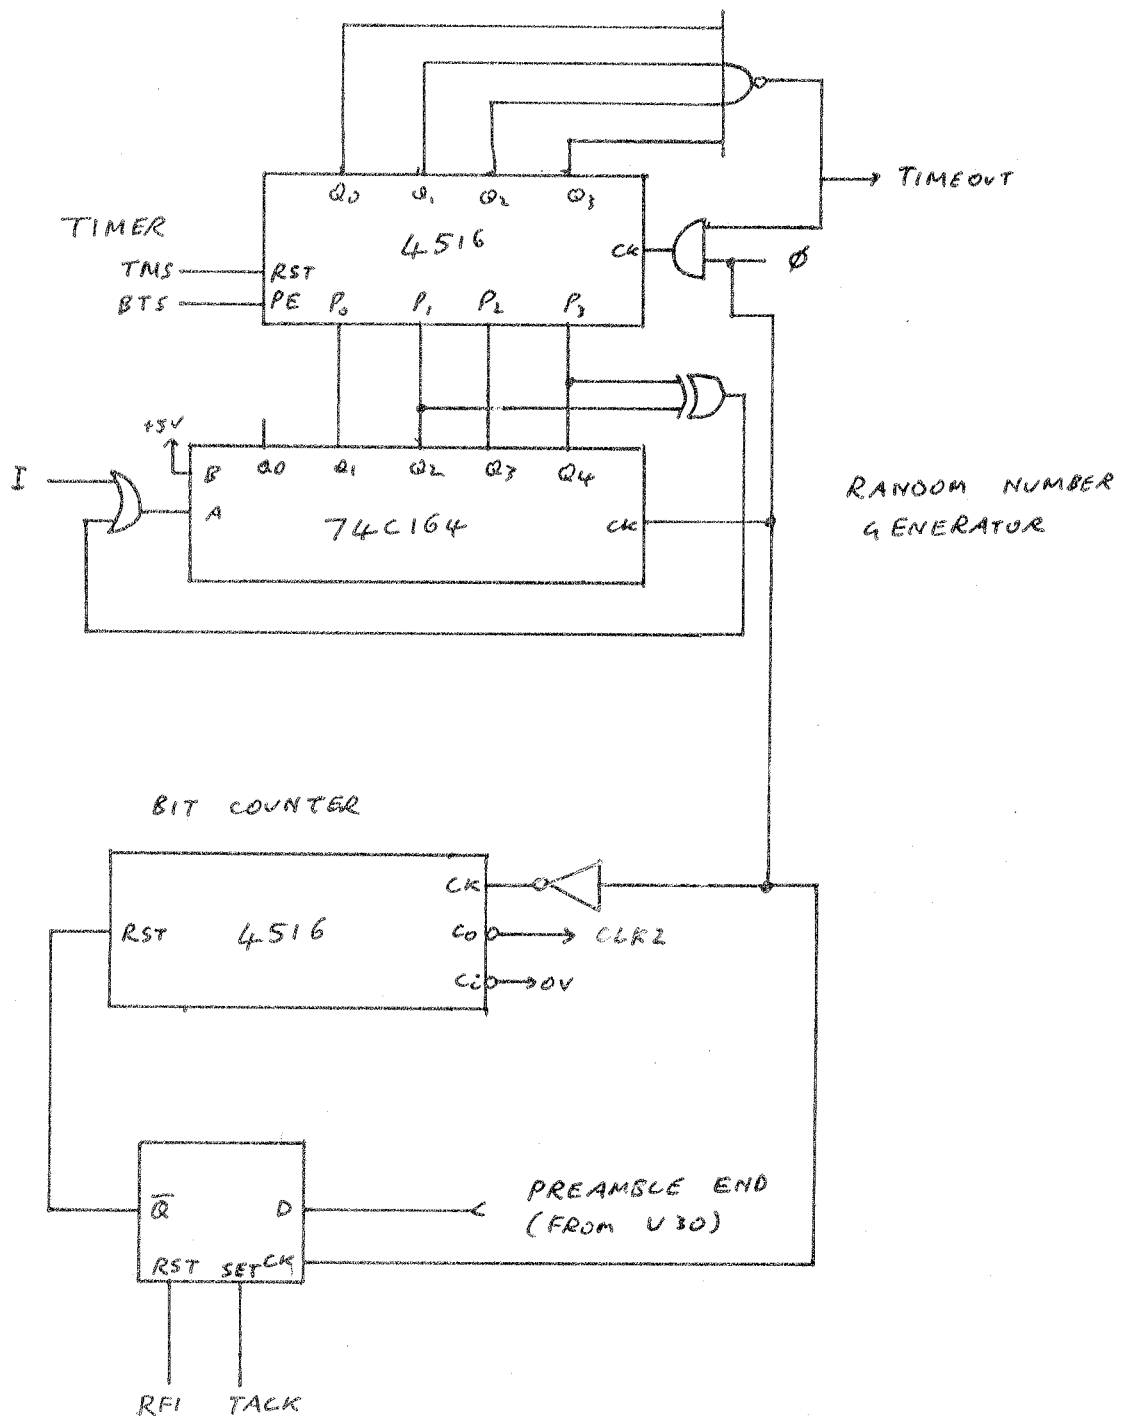 Q0 Q1 Q2 Q3
TIMEOUT
TIMER
4516
CK
TMS
RST
BTS
PE P0 P1 P2 P3
Ø
+5V
I
B
Q0 Q1 Q2 Q3 Q4
A
74C164
CK
RANDOM NUMBER
GENERATOR
BIT COUNTER
CK
RST 4516
CO
CLK2
Ci
0V
Q̅ D
PREAMBLE END
(FROM U30)
RST SET CK
RFI TACK